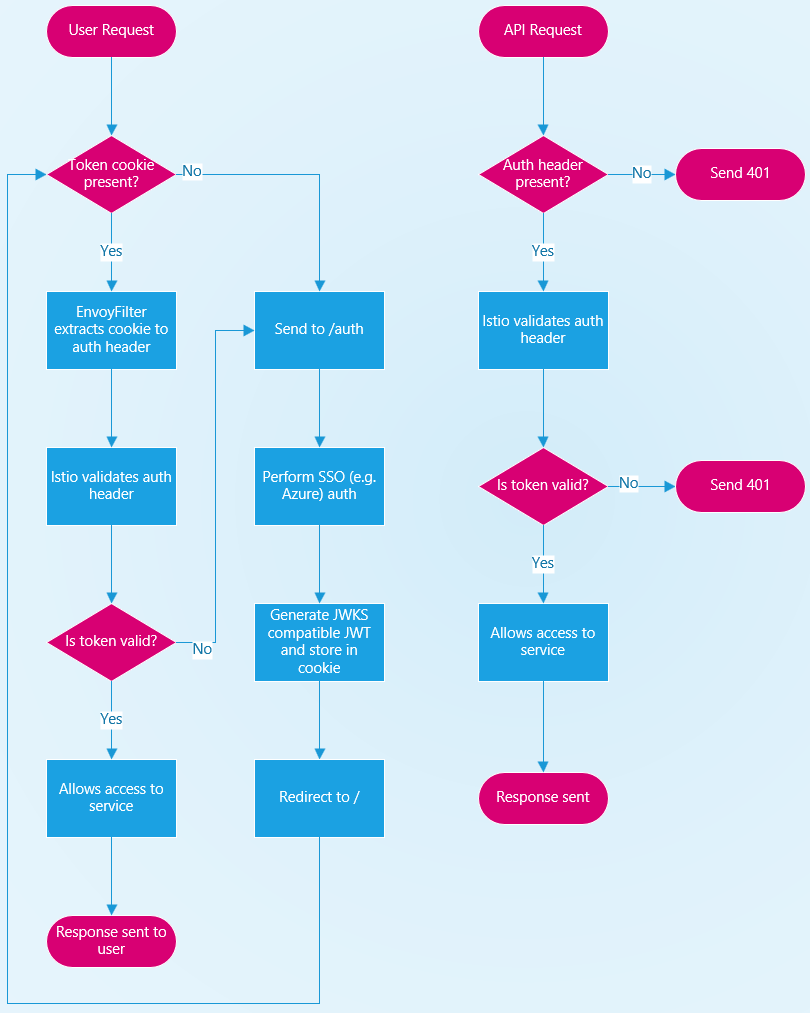 User Request
API Request
Token cookie
present?
No
Auth header
present?
No
Send 401
Yes
Yes
EnvoyFilter
extracts cookie to
auth header
Send to /auth
Istio validates auth
header
Istio validates auth
header
Perform SSO (e.g.
Azure) auth
Is token valid?
No
Send 401
Yes
Is token valid?
No
Generate JWKS
compatible JWT
and store in
cookie
Allows access to
service
Yes
Allows access to
service
Redirect to /
Response sent
Response sent to
user